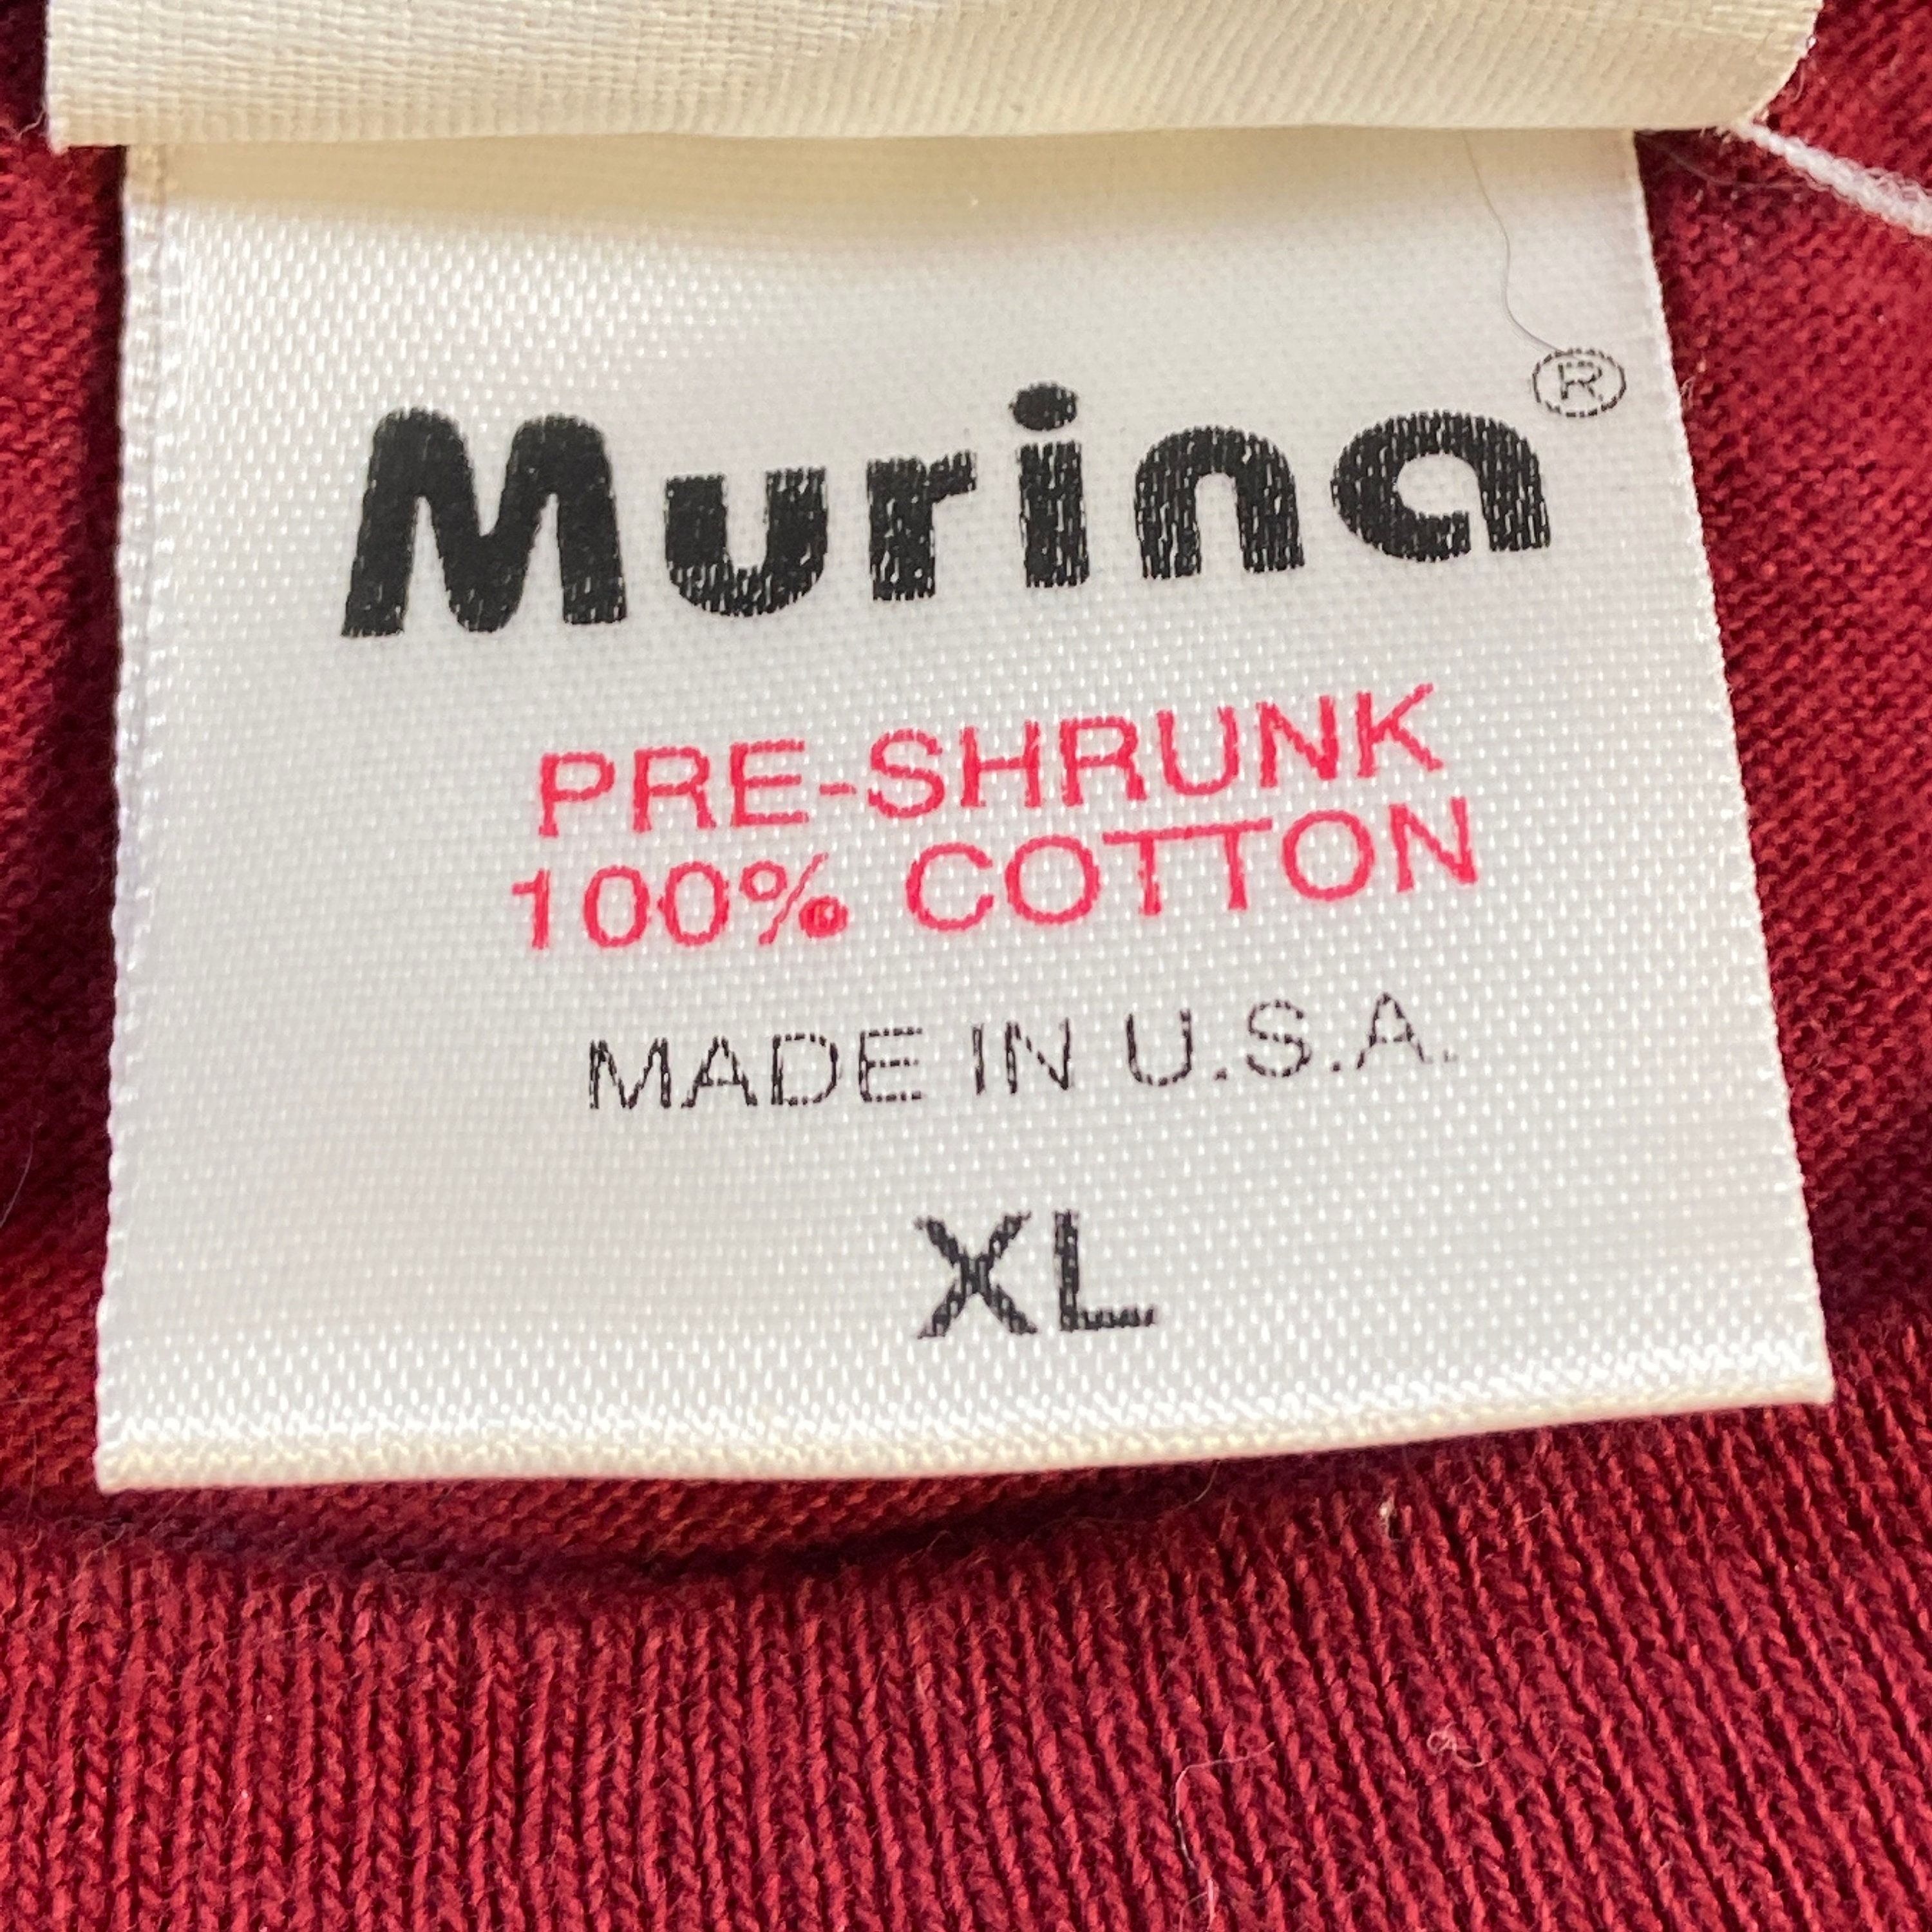 Murina®
PRE-SHRUNK
100% COTTON
MADE IN U.S.A.
XL